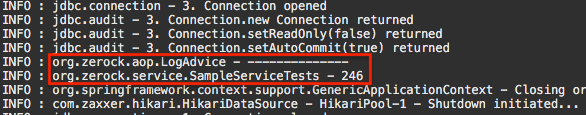 INFO : jdbc.connection - 3. Connection opened
INFO : jdbc.audit - 3. Connection.new Connection returned
INFO : jdbc.audit - 3. Connection.setReadOnly(false) returned
INFO : jdbc.audit - 3. Connection.setAutoCommit(true) returned
INFO : org.zerock.aop.LogAdvice - --------------
INFO : org.zerock.service.SampleServiceTests - 246
INFO : org.springframework.context.support.GenericApplicationContext - Closing or
INFO : com.zaxxer.hikari.HikariDataSource - HikariPool-1 - Shutdown initiated...